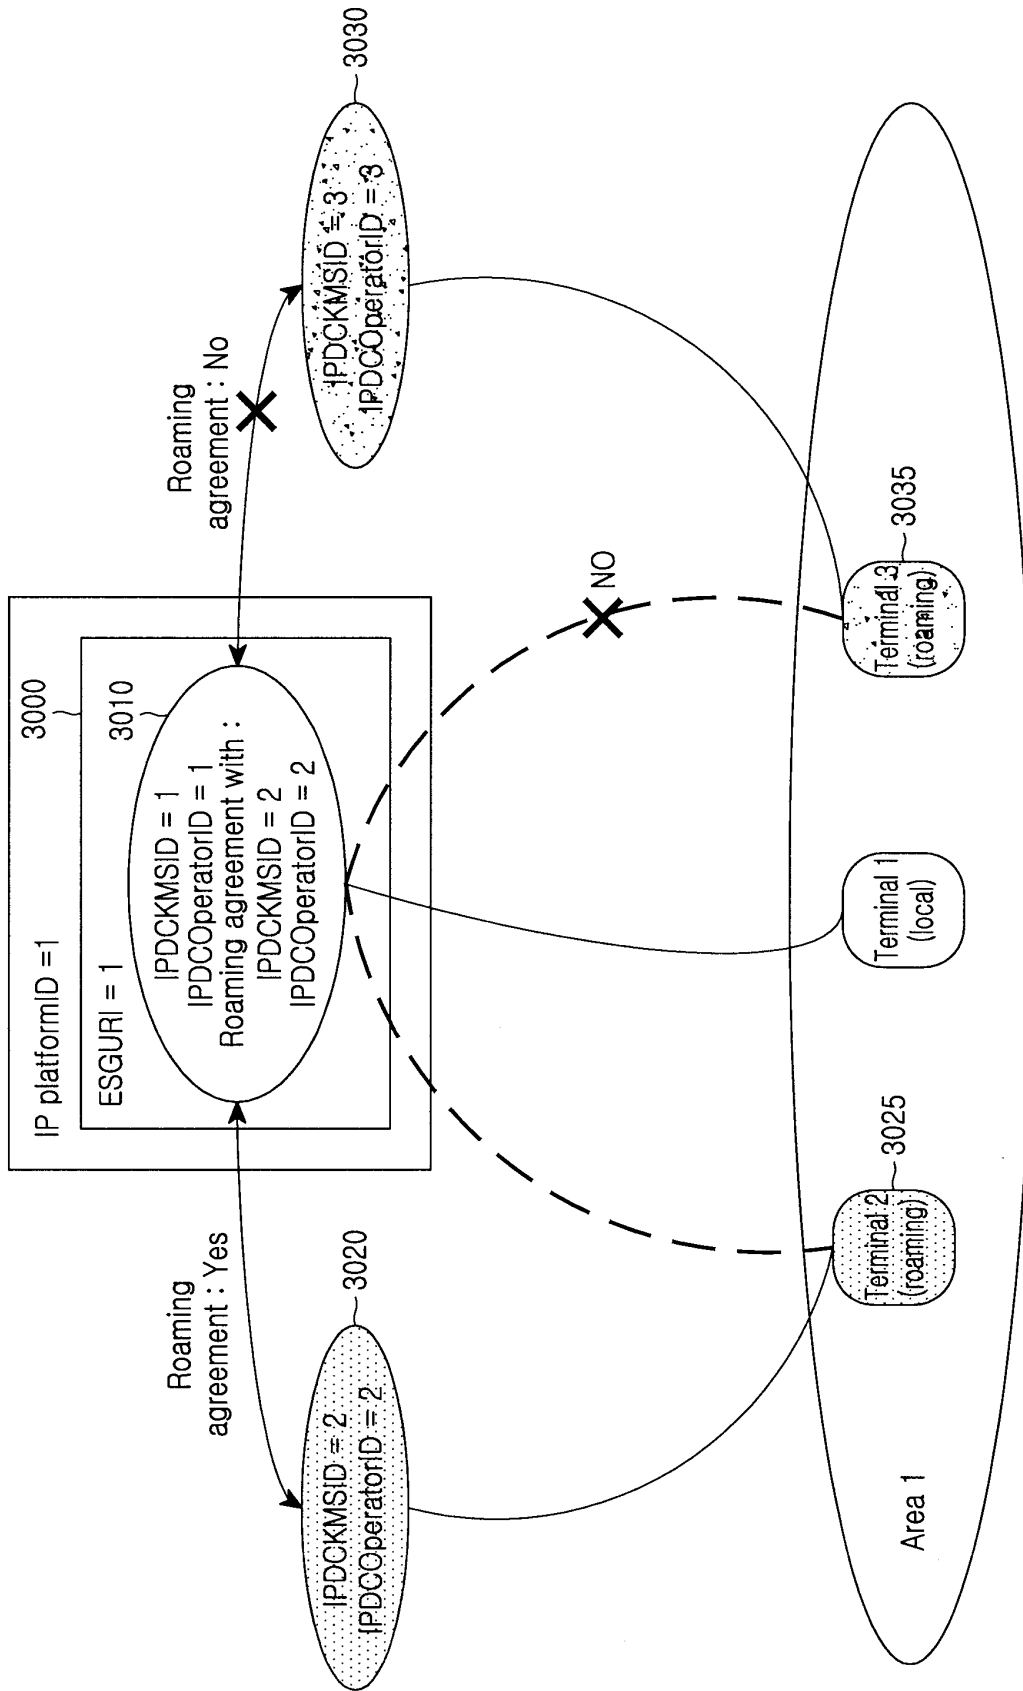 IP platformID =1
3000
ESGURI = 1
3010
IPDCKMSID = 1
IPDCOperatorID = 1
Roaming agreement with :
IPDCKMSID = 2
IPDCOperatorID = 2
Roaming
agreement : Yes
Roaming
agreement : No
IPDCKMSID = 2
IPDCOperatorID = 2
3020
IPDCKMSID = 3
IPDCOperatorID = 3
3030
NO
Terminal 2
(roaming)
3025
Terminal 1
(local)
Terminal 3
(roaming)
3035
Area 1